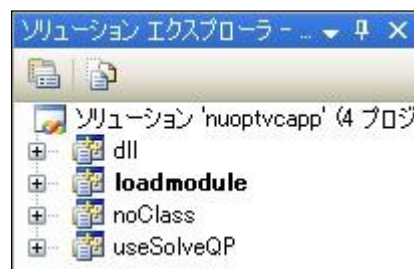 ソリューション エクスプローラ - ...
ソリューション 'nuoptvcapp' (4 プロジ
dll
loadmodule
noClass
useSolveQP